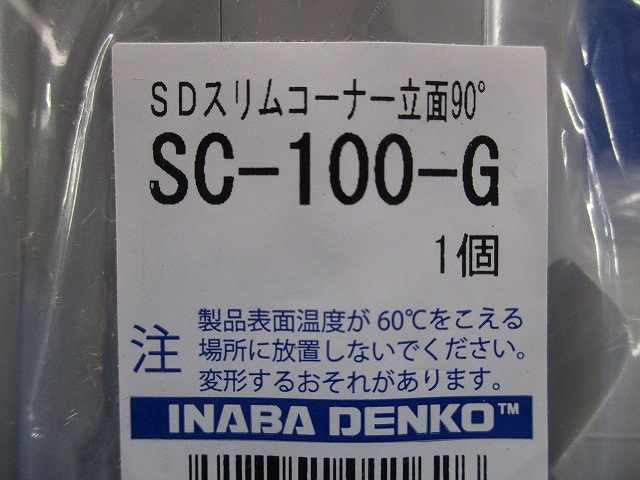 SDスリムコーナー立面90°
SC-100-G
1個
注
製品表面温度が60℃をこえる
場所に放置しないでください。
変形するおそれがあります。
INABA DENKO™